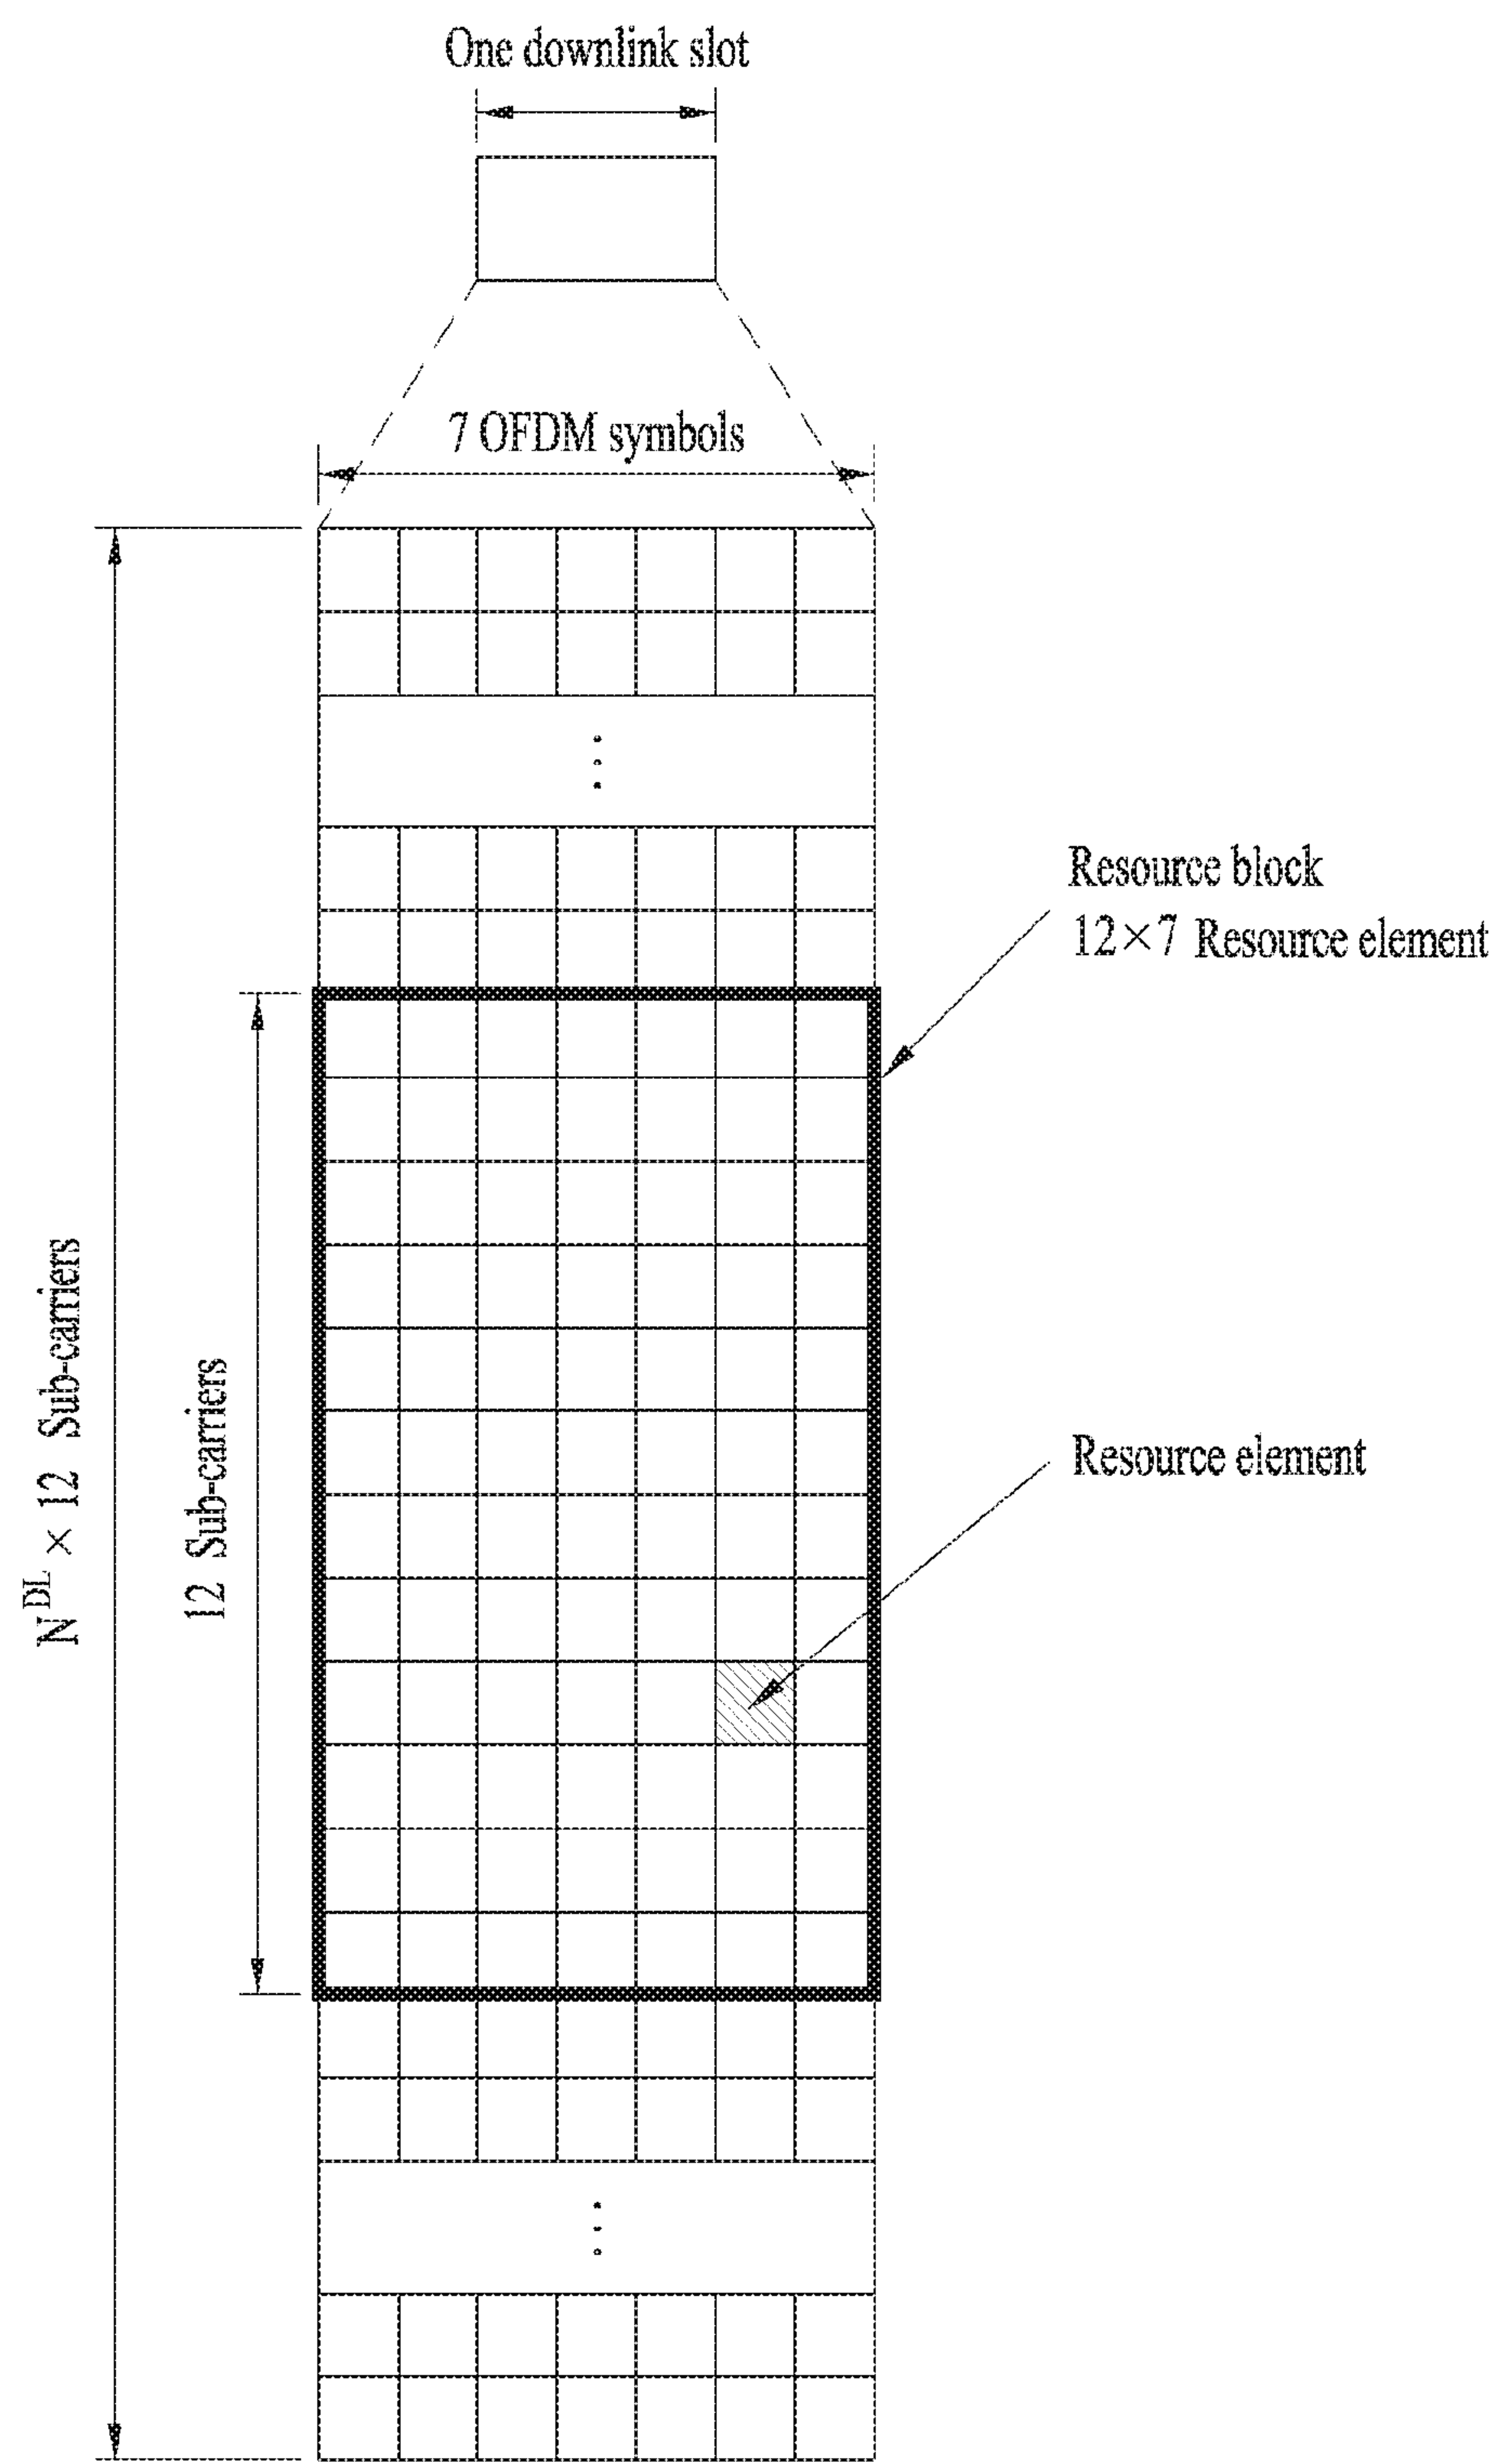 One downlink slot
7 OFDM symbols
Resource block
12×7 Resource element
Resource element
12 Sub-carriers
N^DL × 12 Sub-carriers